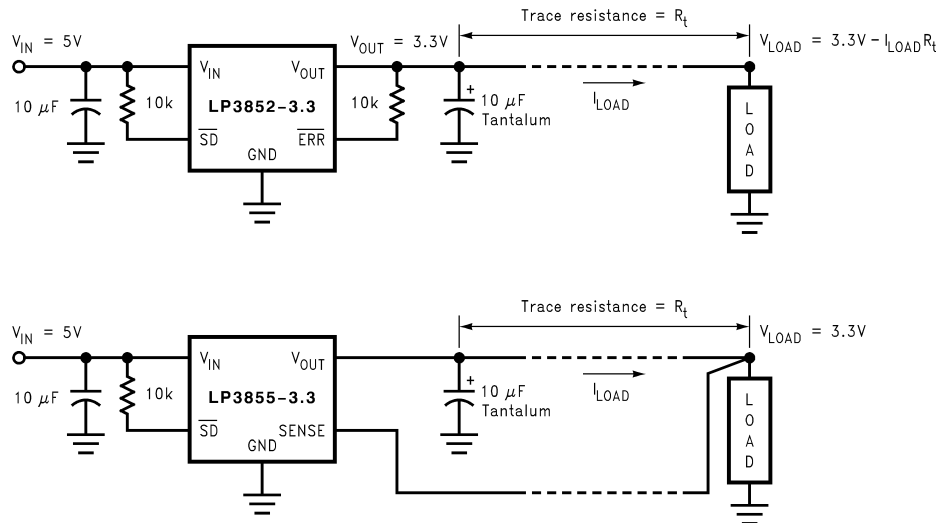 Trace resistance = Rt
VIN = 5V
VOUT = 3.3V
VLOAD = 3.3V - ILOADRt
VIN
VOUT
10 μF
10k
LP3852-3.3
10k
+
10 μF
Tantalum
ILOAD
SD
ERR
GND
LOAD
Trace resistance = Rt
VIN = 5V
VLOAD = 3.3V
VIN
VOUT
10 μF
10k
LP3855-3.3
+
10 μF
Tantalum
ILOAD
SD
SENSE
GND
LOAD